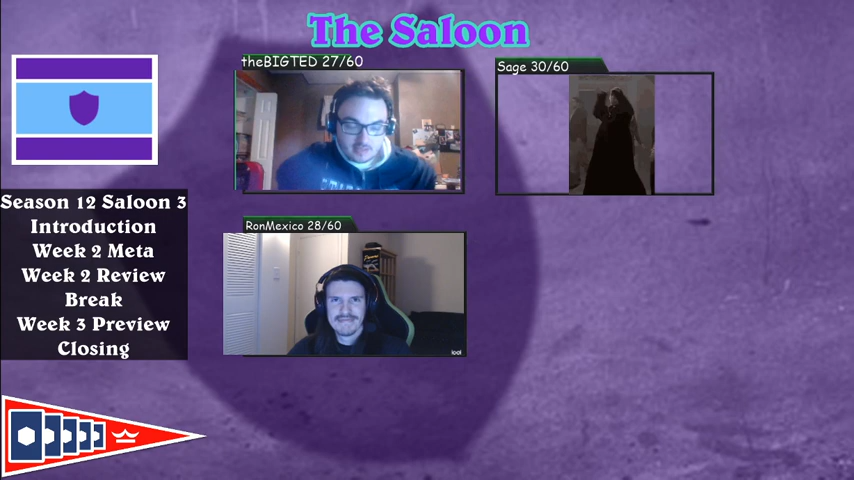 The Saloon
theBIGTED 27/60
Sage 30/60
Season 12 Saloon 3
Introduction
Week 2 Meta
Week 2 Review
Break
Week 3 Preview
Closing
RonMexico 28/60